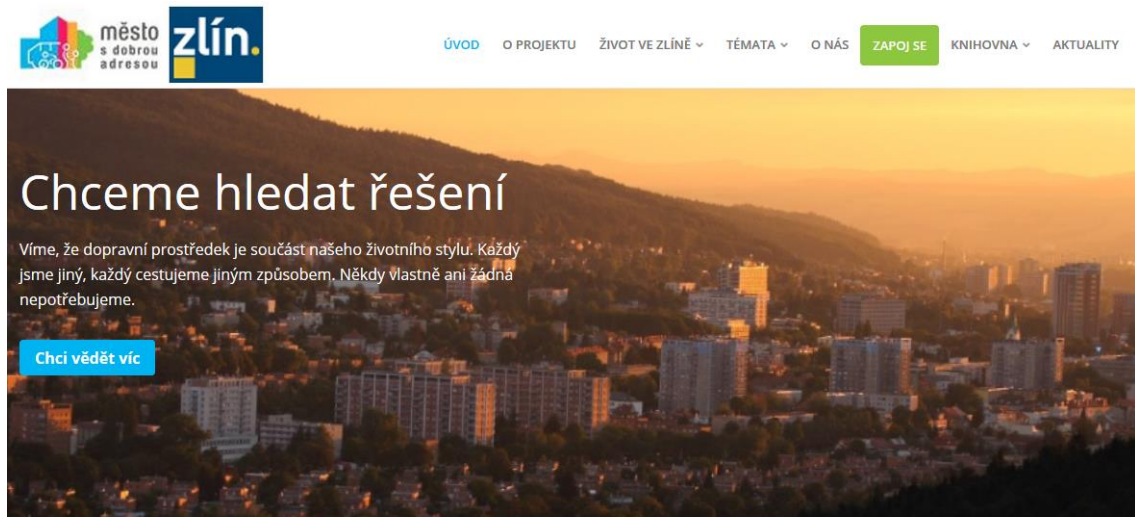 město
s dobrou
adresou
zlín.
ÚVOD O PROJEKTU ŽIVOT VE ZLÍNĚ TÉMATA O NÁS ZAPOJ SE KNIHOVNA AKTUALITY
Chceme hledat řešení
Víme, že dopravní prostředek je součást našeho životního stylu. Každý
jsme jiný, každý cestujeme jiným způsobem. Někdy vlastně ani žádná
nepotřebujeme.
Chci vědět víc